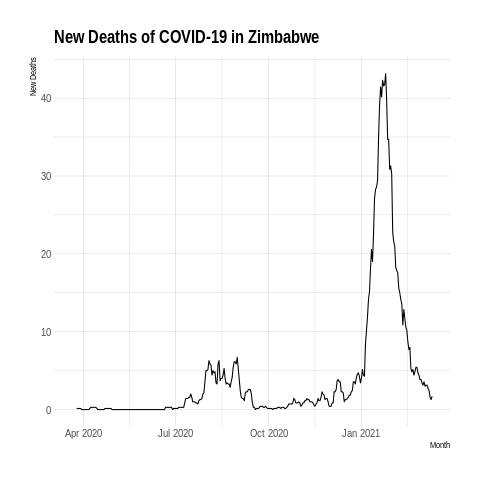 New Deaths of COVID-19 in Zimbabwe
New Deaths
40
30
20
10
0
Apr 2020 Jul 2020 Oct 2020 Jan 2021
Month